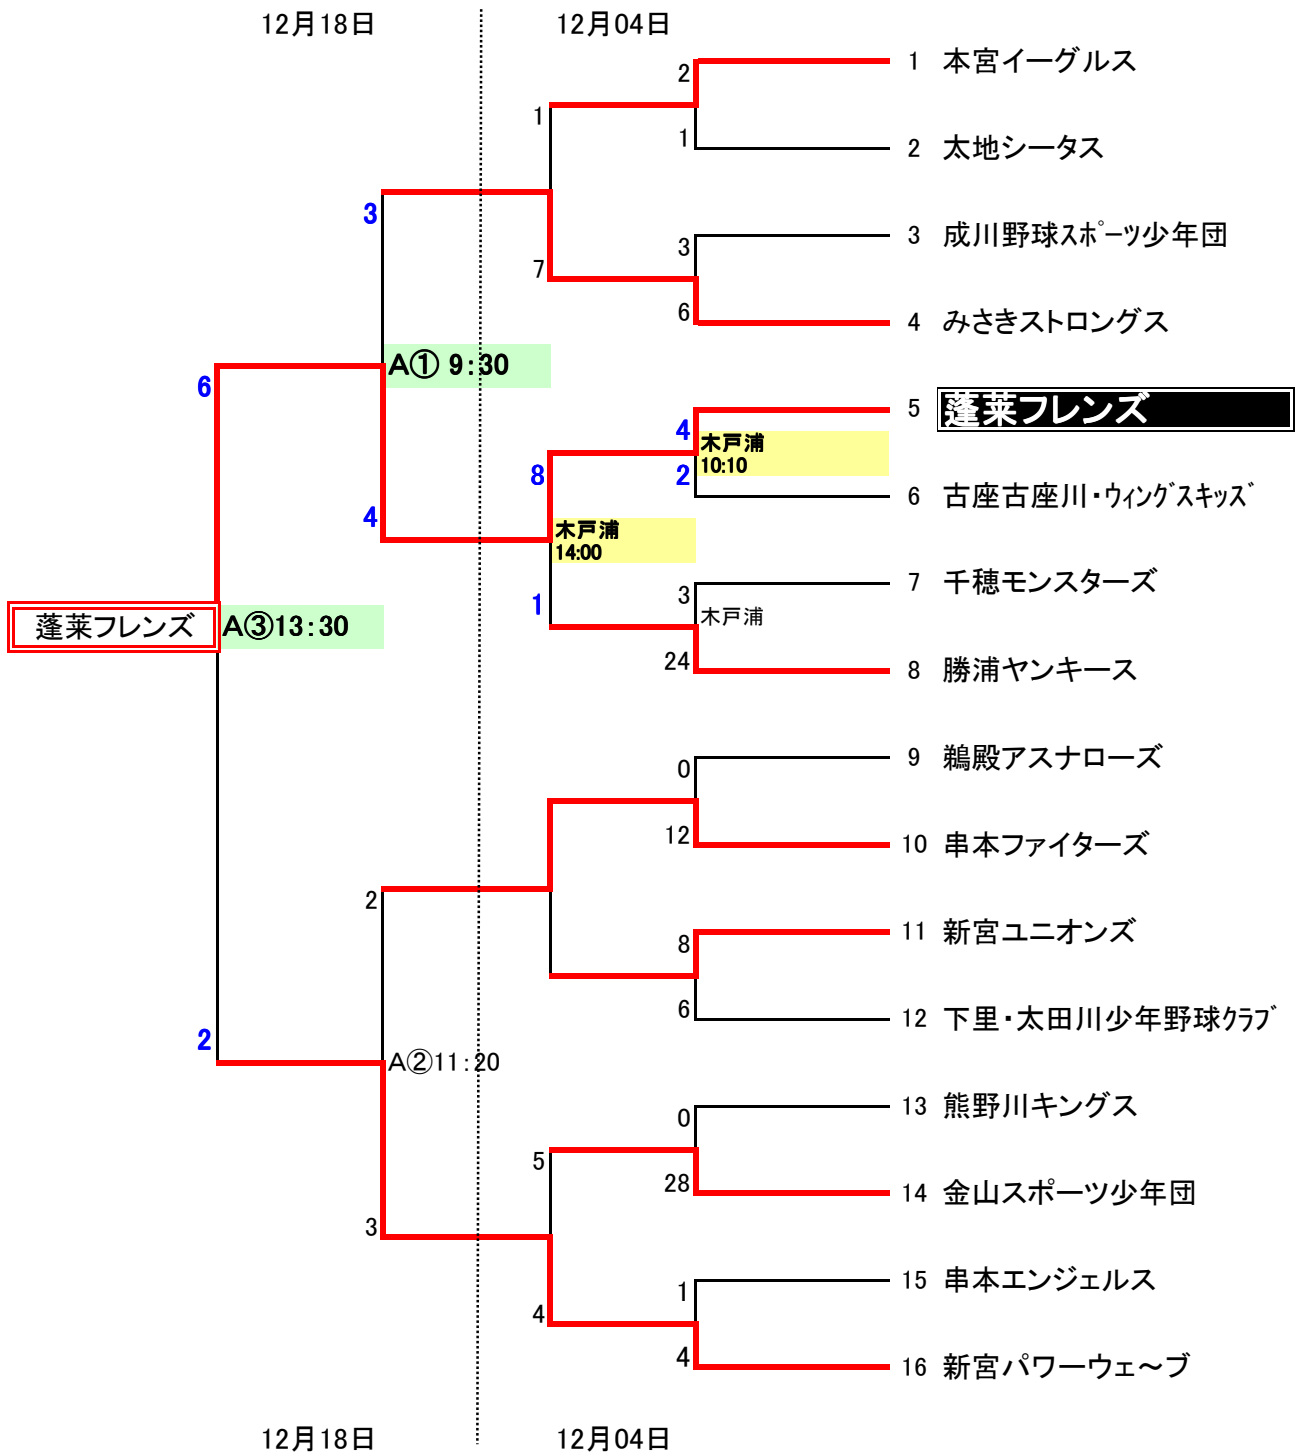 12月18日 12月04日
2 1 本宮イーグルス
1
1 2 太地シータス
3
3 3 成川野球スポーツ少年団
7
6 4 みさきストロングス
A① 9:30
6
5 蓬莱フレンズ
4 木戸浦
8 2 10:10
6 古座古座川・ウィングスキッズ
4 木戸浦
14:00
1 3 7 千穂モンスターズ
木戸浦
蓬莱フレンズ A③13:30
24 8 勝浦ヤンキース
0 9 鵜殿アスナローズ
12 10 串本ファイターズ
2
8 11 新宮ユニオンズ
6 12 下里・太田川少年野球クラブ
2
A②11:20
0 13 熊野川キングス
5
28 14 金山スポーツ少年団
3
1 15 串本エンジェルス
4
4 16 新宮パワーウェ～ブ
12月18日 12月04日